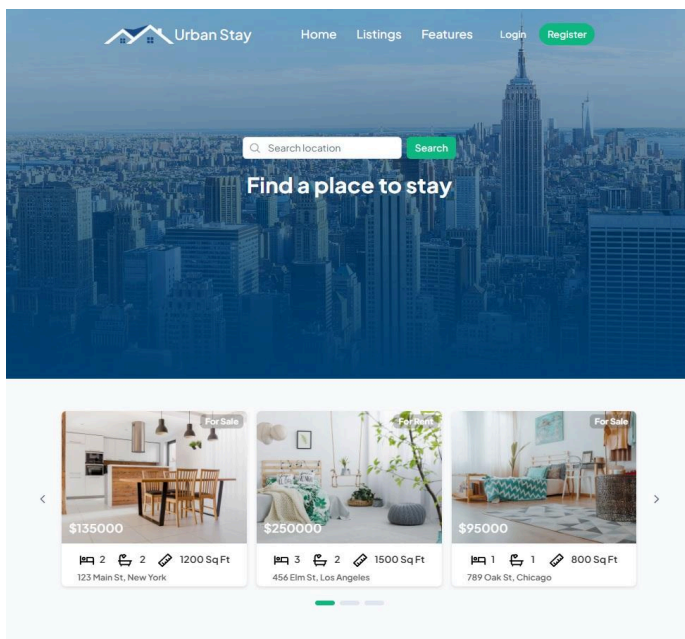 Urban Stay
Home Listings Features Login Register
Search location Search
Find a place to stay
For Sale
$135000
2 2 1200 Sq Ft
123 Main St, New York
For Rent
$250000
3 2 1500 Sq Ft
456 Elm St, Los Angeles
For Sale
$95000
1 1 800 Sq Ft
789 Oak St, Chicago